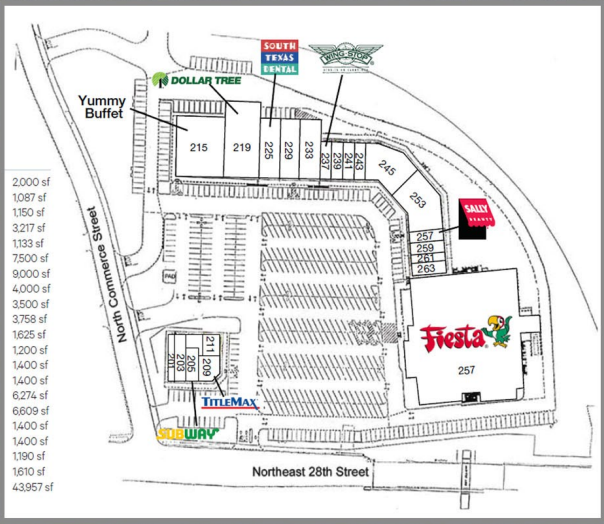 SOUTH
TEXAS
DENTAL
WING-STOP
DOLLAR TREE
Yummy
Buffet
215
219
225
229
233
237
239
241
243
245
253
SALLY
BEAUTY
257
259
261
263
2,000 sf
1,087 sf
1,150 sf
3,217 sf
1,133 sf
7,500 sf
9,000 sf
4,000 sf
3,500 sf
3,758 sf
1,625 sf
1,200 sf
1,400 sf
1,400 sf
6,274 sf
6,609 sf
1,400 sf
1,400 sf
1,190 sf
1,610 sf
43,957 sf
North Commerce Street
PAD
Fiesta
257
201
203
205
209
211
TITLEMAX
SUBWAY
Northeast 28th Street